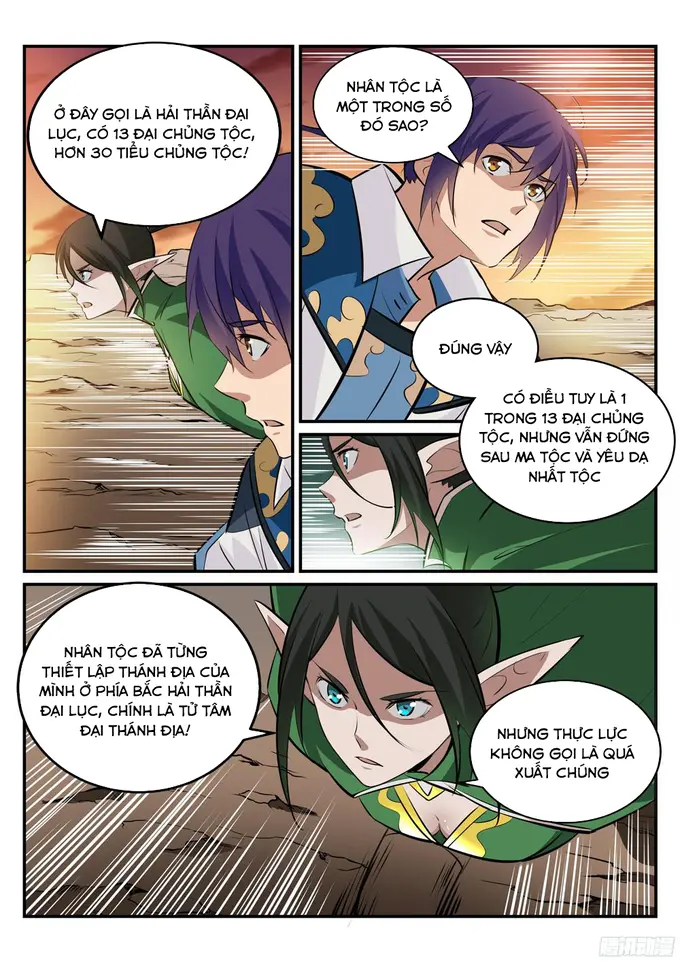 Ở ĐÂY GỌI LÀ HẢI THẦN ĐẠI
LỤC, CÓ 13 ĐẠI CHỦNG TỘC,
HƠN 30 TIỂU CHỦNG TỘC!
NHÂN TỘC LÀ
MỘT TRONG SỐ
ĐÓ SAO?
ĐÚNG VẬY
CÓ ĐIỀU TUY LÀ 1
TRONG 13 ĐẠI CHỦNG
TỘC, NHƯNG VẪN ĐỨNG
SAU MA TỘC VÀ YÊU DẠ
NHẤT TỘC
NHÂN TỘC ĐÃ TỪNG
THIẾT LẬP THÁNH ĐỊA CỦA
MÌNH Ở PHÍA BẮC HẢI THẦN
ĐẠI LỤC, CHÍNH LÀ TỬ TÂM
ĐẠI THÁNH ĐỊA!
NHƯNG THỰC LỰC
KHÔNG GỌI LÀ QUÁ
XUẤT CHÚNG
腾讯动漫